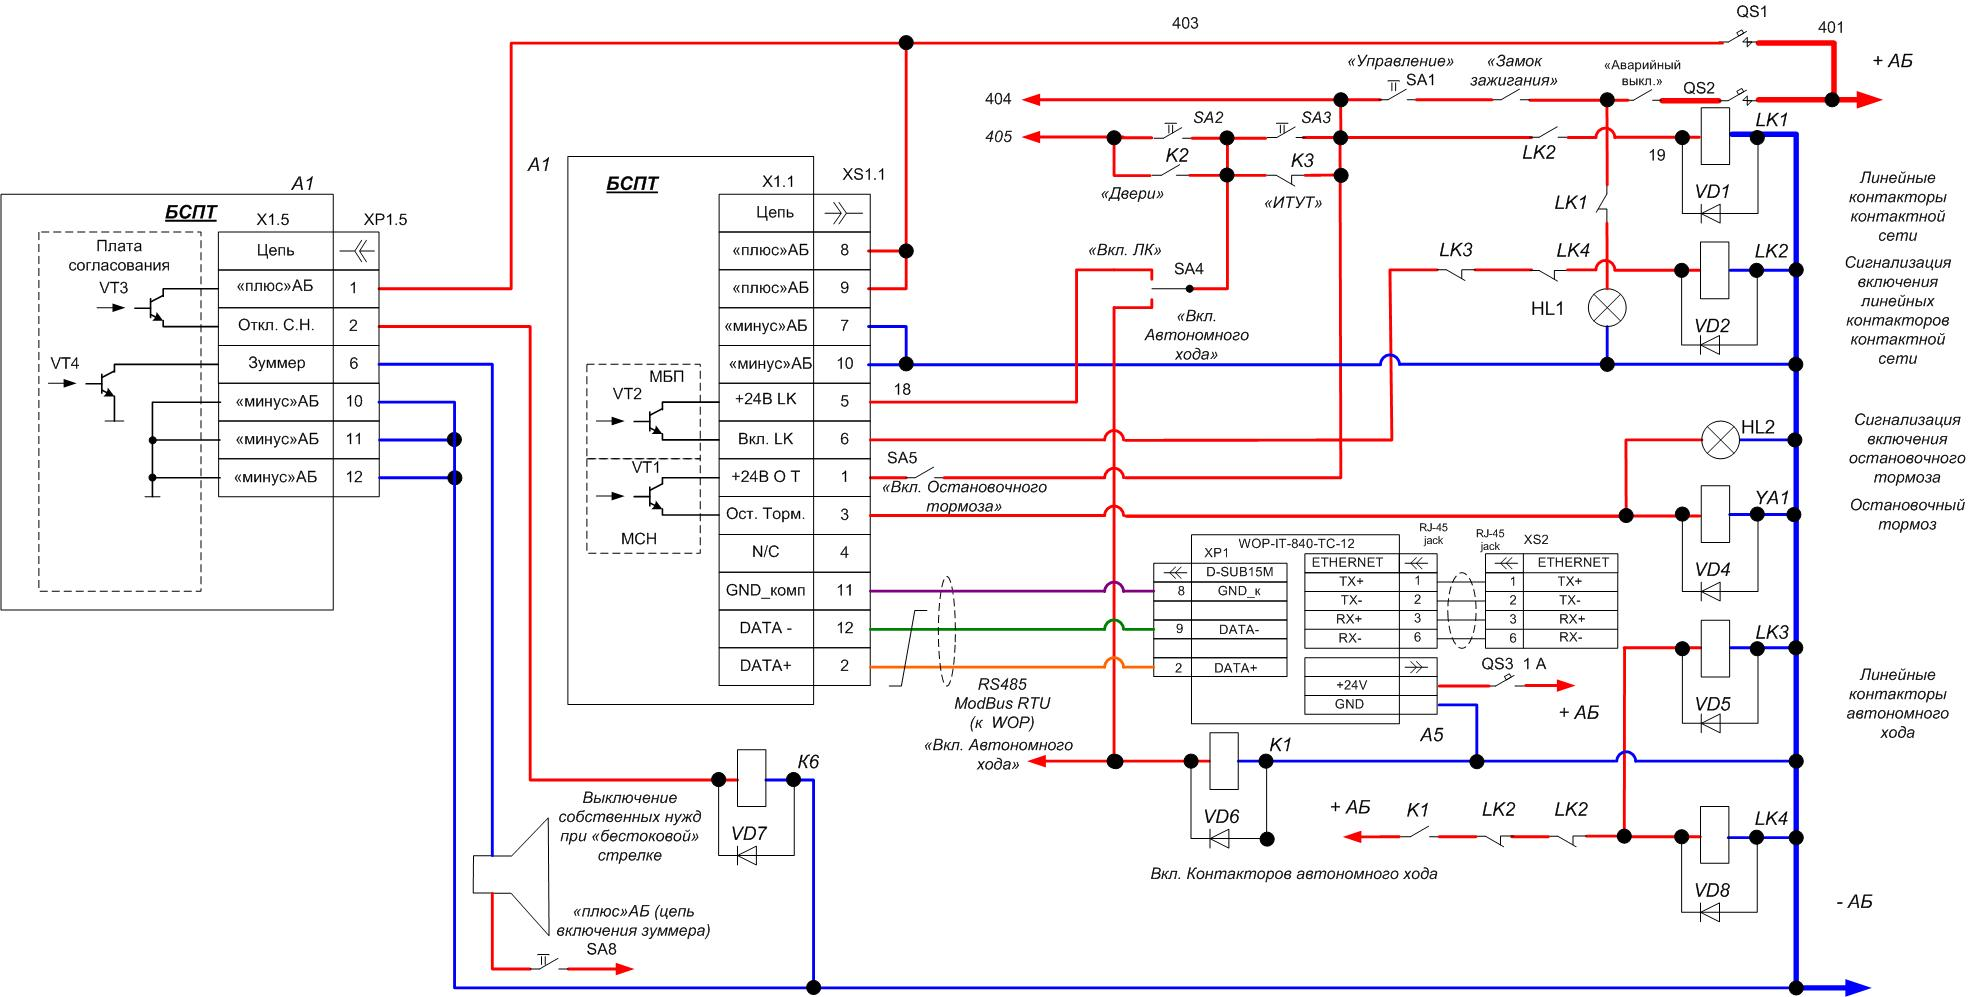 403
QS1
401
+ АБ
«Управление»
SA1
«Замок
зажигания»
«Аварийный
выкл.»
QS2
404
405
SA2
SA3
K2
K3
«Двери»
«ИТУТ»
LK2
19
LK1
VD1
LK1
Линейные
контакторы
контактной
сети
A1
БСПТ
X1.5
XP1.5
Плата
согласования
Цепь
VT3
«плюс»АБ
1
Откл. С.Н.
2
VT4
Зуммер
6
«минус»АБ
10
«минус»АБ
11
«минус»АБ
12
A1
БСПТ
X1.1
XS1.1
Цепь
«плюс»АБ
8
«плюс»АБ
9
«минус»АБ
7
«минус»АБ
10
18
МБП
VT2
+24В LK
5
Вкл. LK
6
VT1
+24В О Т
1
Ост. Торм.
3
МСН
N/C
4
GND_комп
11
DATA -
12
DATA+
2
«Вкл. ЛК»
SA4
«Вкл.
Автономного
хода»
LK3
LK4
LK2
HL1
VD2
Сигнализация
включения
линейных
контакторов
контактной
сети
SA5
«Вкл. Остановочного
тормоза»
HL2
Сигнализация
включения
остановочного
тормоза
YA1
Остановочный
тормоз
VD4
WOP-IT-840-TC-12
XP1
D-SUB15M
8
GND_к
9
DATA-
2
DATA+
RJ-45
jack
RJ-45
jack
XS2
ETHERNET
TX+
1
TX-
2
RX+
3
RX-
6
ETHERNET
1
TX+
2
TX-
3
RX+
6
RX-
+24V
GND
QS3
1 А
+ АБ
A5
RS485
ModBus RTU
(к WOP)
«Вкл. Автономного
хода»
K1
VD6
LK3
VD5
Линейные
контакторы
автономного
хода
K6
VD7
Выключение
собственных нужд
при «бестоковой»
стрелке
+ АБ
K1
LK2
LK2
LK4
VD8
Вкл. Контакторов автономного хода
- АБ
«плюс»АБ (цепь
включения зуммера)
SA8